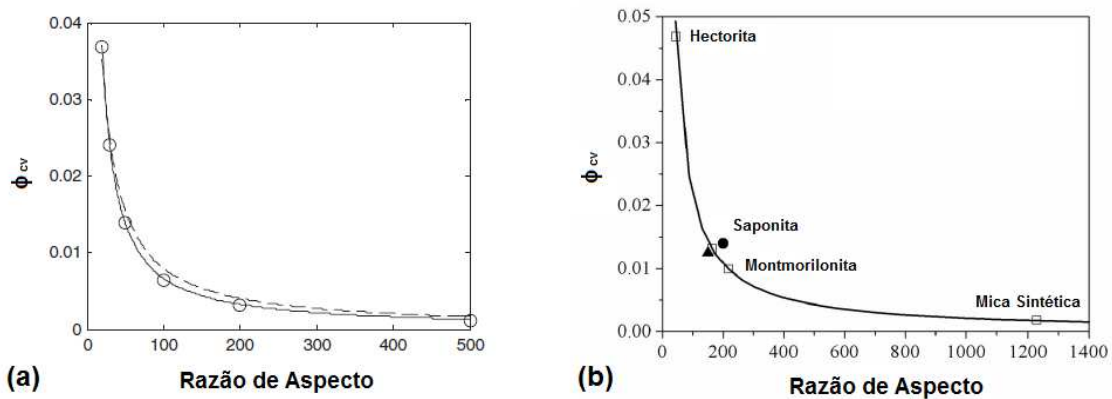 0.04
0.03
0.02
0.01
0
ϕ cv
0 100 200 300 400 500
(a) Razão de Aspecto
0.05
0.04
0.03
0.02
0.01
0.00
ϕ cv
Hectorita
Saponita
Montmorilonita
Mica Sintética
0 200 400 600 800 1000 1200 1400
(b) Razão de Aspecto